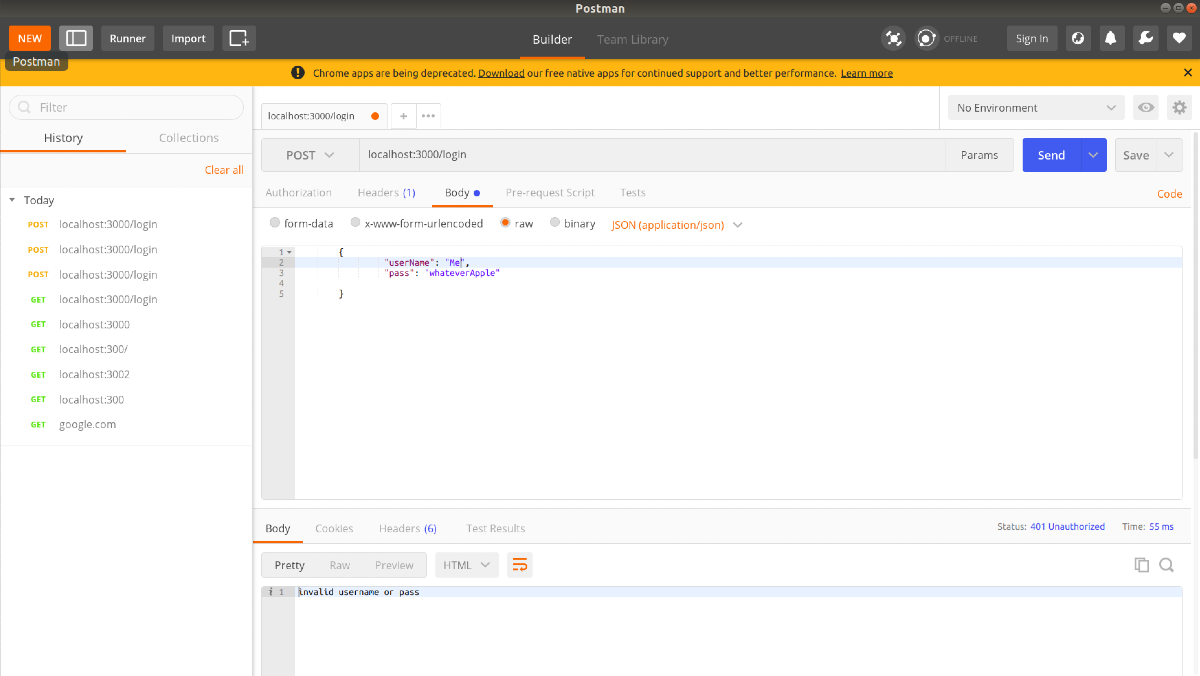 Postman
NEW Runner Import Builder Team Library OFFLINE Sign In
Postman
Chrome apps are being deprecated. Download our free native apps for continued support and better performance. Learn more
Filter
History Collections
Clear all
Today
POST localhost:3000/login
POST localhost:3000/login
POST localhost:3000/login
GET localhost:3000/login
GET localhost:3000
GET localhost:300/
GET localhost:3002
GET localhost:300
GET google.com
localhost:3000/login + ••• No Environment
POST localhost:3000/login Params Send Save
Authorization Headers (1) Body Pre-request Script Tests Code
form-data x-www-form-urlencoded raw binary JSON (application/json)
1 {
2 "userName": "Me",
3 "pass": "whateverApple"
4
5 }
Body Cookies Headers (6) Test Results Status: 401 Unauthorized Time: 55 ms
Pretty Raw Preview HTML
i 1 invalid username or pass